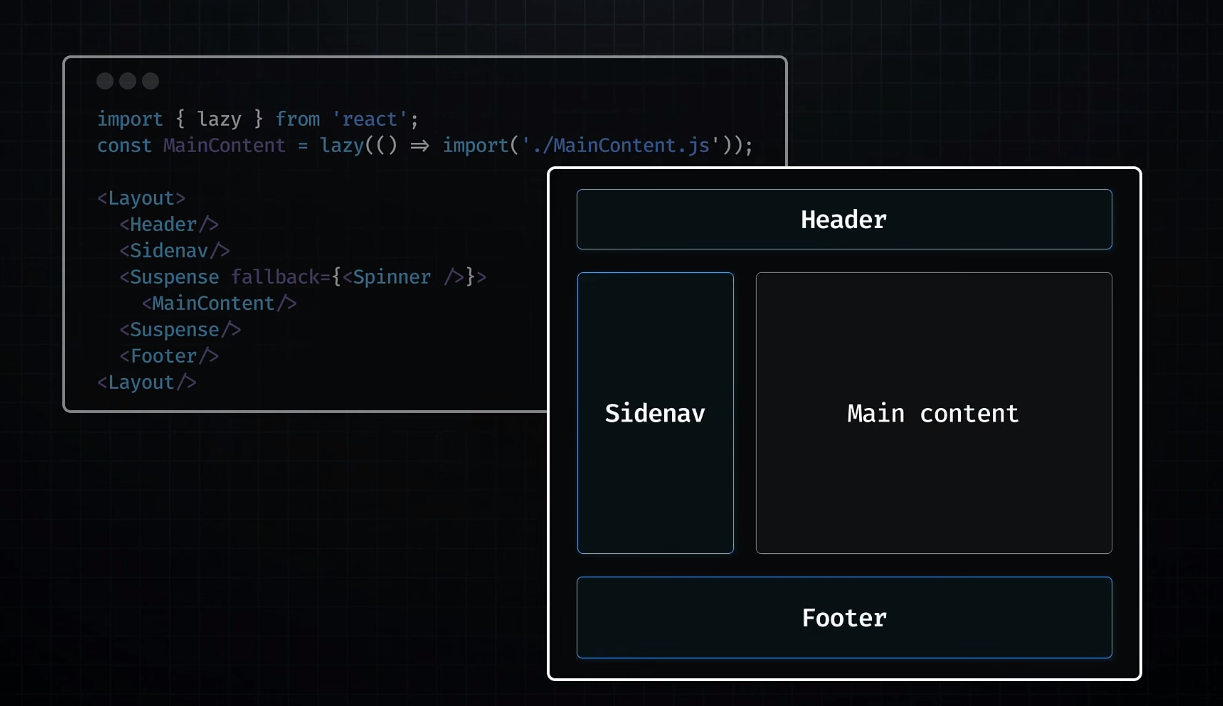 import { lazy } from 'react';
const MainContent = lazy(() => import('./MainContent.js'));
<Layout>
<Header/>
<Sidenav/>
<Suspense fallback={<Spinner />}>
<MainContent/>
<Suspense/>
<Footer/>
<Layout/>
Header
Sidenav
Main content
Footer